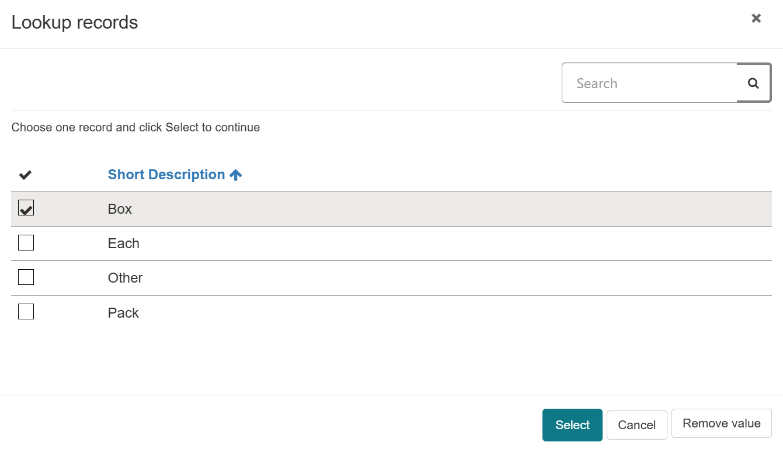 Lookup records
Search
Choose one record and click Select to continue
Short Description
Box
Each
Other
Pack
Select Cancel Remove value